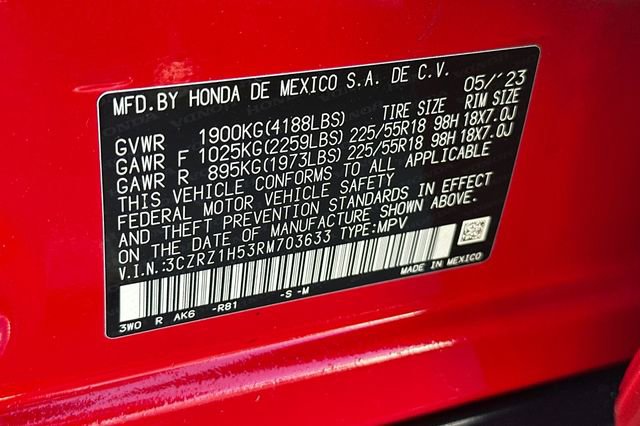 MFD.BY HONDA DE MEXICO S.A. DE C.V. 05/'23
TIRE SIZE RIM SIZE
GVWR 1900KG(4188LBS)
GAWR F 1025KG(2259LBS) 225/55R18 98H 18X7.0J
GAWR R 895KG(1973LBS) 225/55R18 98H 18X7.0J
THIS VEHICLE CONFORMS TO ALL APPLICABLE
FEDERAL MOTOR VEHICLE SAFETY
AND THEFT PREVENTION STANDARDS IN EFFECT
ON THE DATE OF MANUFACTURE SHOWN ABOVE.
V.I.N.:3CZRZ1H53RM703633 TYPE:MPV
MADE IN MEXICO
3W0 R AK6 -R81 -S -M